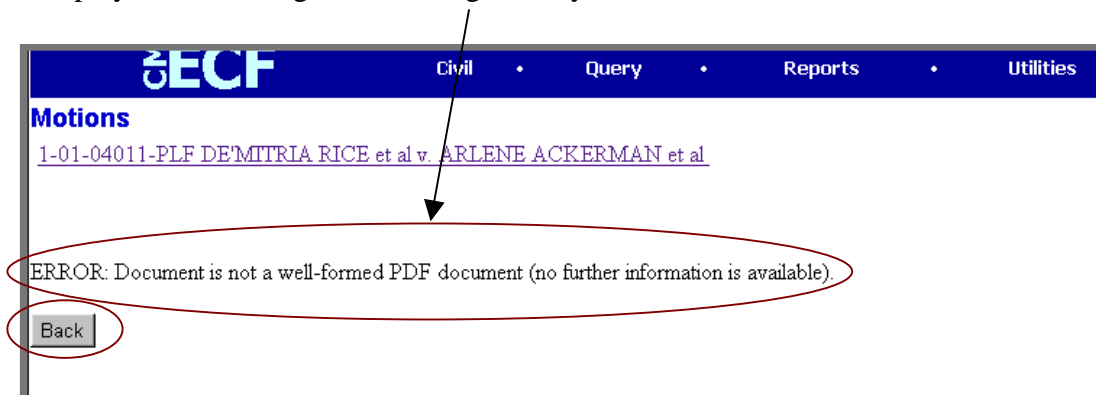 CM ECF Civil • Query • Reports • Utilities
Motions
1-01-04011-PLF DE'MITRIA RICE et al v. ARLENE ACKERMAN et al
ERROR: Document is not a well-formed PDF document (no further information is available).
Back